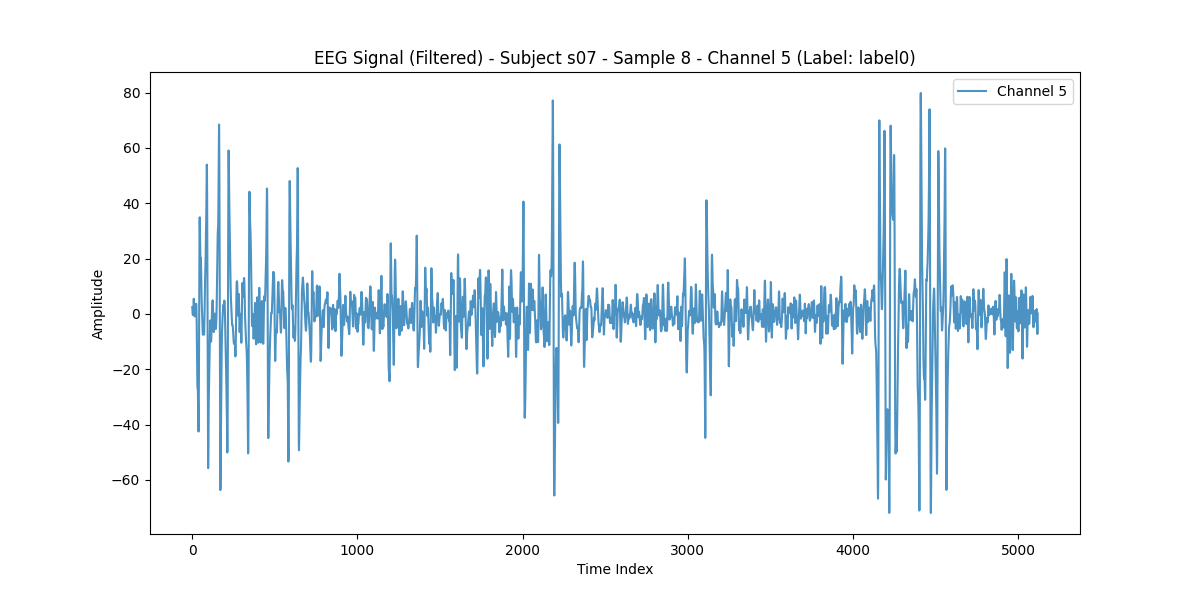 EEG Signal (Filtered) - Subject s07 - Sample 8 - Channel 5 (Label: label0)
Channel 5
80
60
40
20
0
−20
−40
−60
Amplitude
0 1000 2000 3000 4000 5000
Time Index